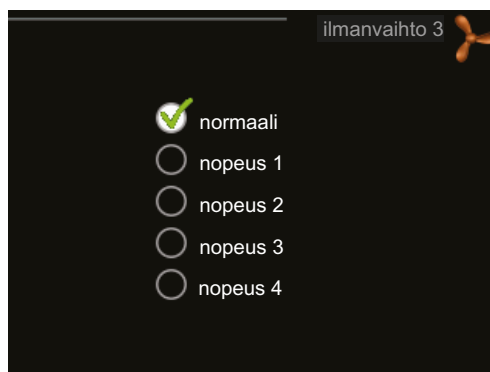 ilmanvaihto 3
normaali
nopeus 1
nopeus 2
nopeus 3
nopeus 4